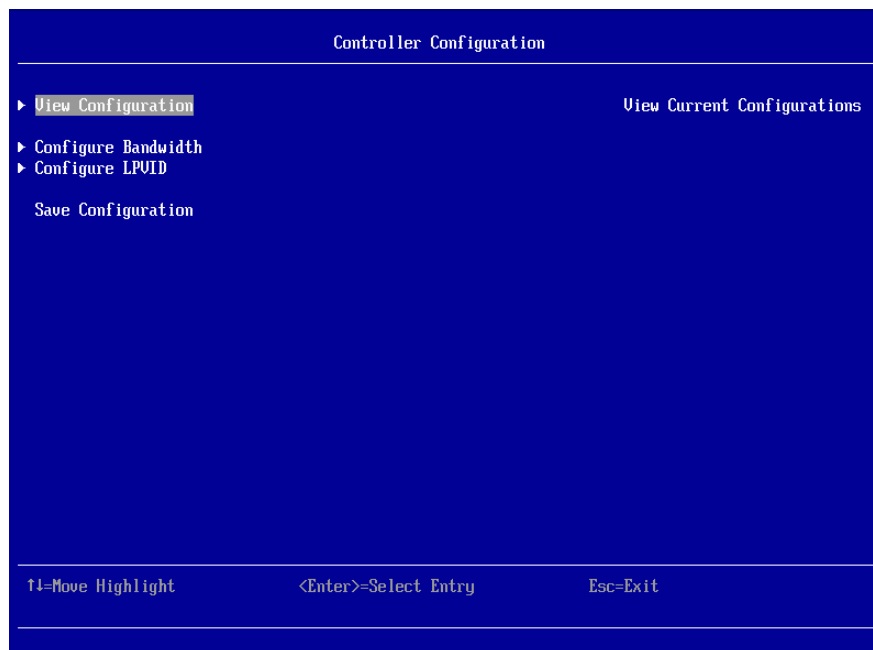 Controller Configuration
View Configuration
View Current Configurations
Configure Bandwidth
Configure LPVID
Save Configuration
↑↓=Move Highlight
<Enter>=Select Entry
Esc=Exit